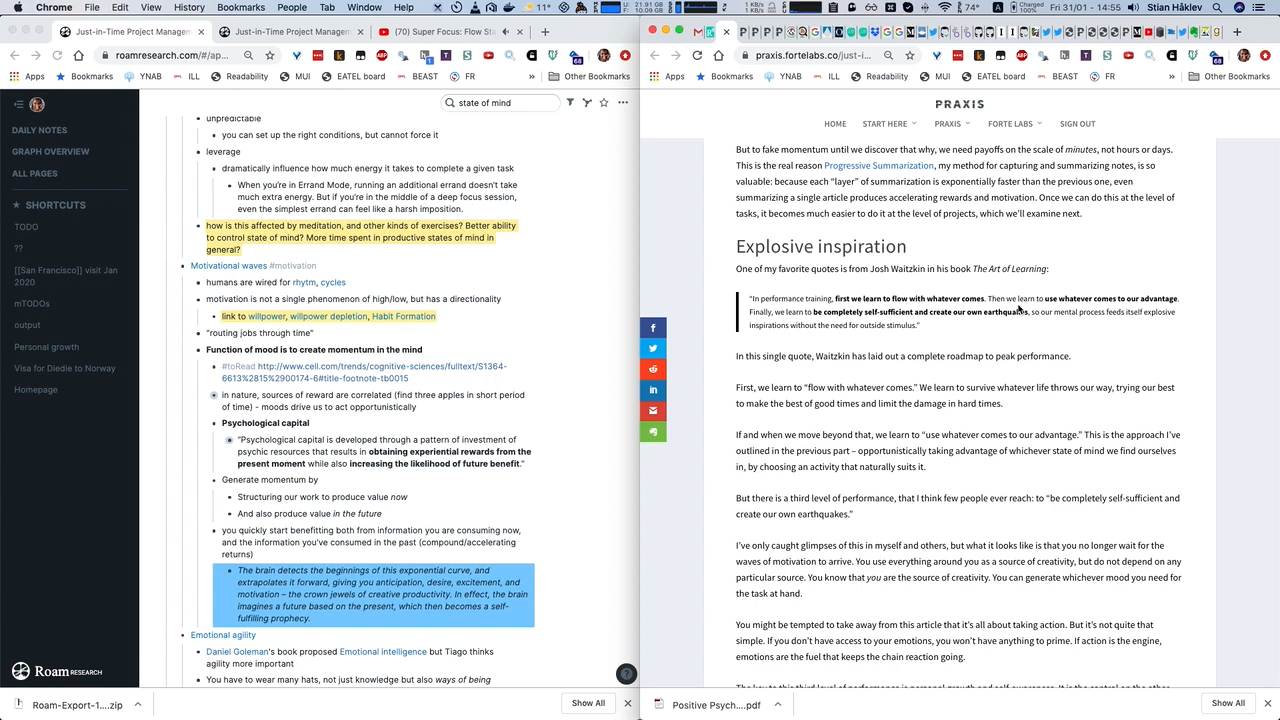 Chrome File Edit View History Bookmarks People Tab Window Help
11° 21.91 GB 10.09 GB 1 KB/s 1 KB/s 74° Charged 100% Fri 31/01 - 14:55 Stian Håklev
Just-in-Time Project Managem
Just-in-Time Project Managem
(70) Super Focus: Flow Sta
roamresearch.com/#/ap...
Apps Bookmarks YNAB ILL Readability MUI EATEL board BEAST FR » Other Bookmarks
state of mind
DAILY NOTES
GRAPH OVERVIEW
ALL PAGES
★ SHORTCUTS
TODO
??
[[San Francisco]] visit Jan
2020
mTODOs
output
Personal growth
Visa for Diedie to Norway
Homepage
RoamRESEARCH
unpredictable
you can set up the right conditions, but cannot force it
leverage
dramatically influence how much energy it takes to complete a given task
When you're in Errand Mode, running an additional errand doesn't take
much extra energy. But if you're in the middle of a deep focus session,
even the simplest errand can feel like a harsh imposition.
how is this affected by meditation, and other kinds of exercises? Better ability
to control state of mind? More time spent in productive states of mind in
general?
Motivational waves #motivation
humans are wired for rhytm, cycles
motivation is not a single phenomenon of high/low, but has a directionality
link to willpower, willpower depletion, Habit Formation
"routing jobs through time"
Function of mood is to create momentum in the mind
#toRead http://www.cell.com/trends/cognitive-sciences/fulltext/S1364-
6613%2815%2900174-6#title-footnote-tb0015
in nature, sources of reward are correlated (find three apples in short period
of time) - moods drive us to act opportunistically
Psychological capital
"Psychological capital is developed through a pattern of investment of
psychic resources that results in obtaining experiential rewards from the
present moment while also increasing the likelihood of future benefit."
Generate momentum by
Structuring our work to produce value now
And also produce value in the future
you quickly start benefitting both from information you are consuming now,
and the information you've consumed in the past (compound/accelerating
returns)
The brain detects the beginnings of this exponential curve, and
extrapolates it forward, giving you anticipation, desire, excitement, and
motivation – the crown jewels of creative productivity. In effect, the brain
imagines a future based on the present, which then becomes a self-
fulfilling prophecy.
Emotional agility
Daniel Goleman's book proposed Emotional intelligence but Tiago thinks
agility more important
You have to wear many hats, not just knowledge but also ways of being
Roam-Export-1....zip
Show All
praxis.fortelabs.co/just-i...
Apps Bookmarks YNAB ILL Readability MUI EATEL board BEAST FR » Other Bookmarks
PRAXIS
HOME START HERE PRAXIS FORTE LABS SIGN OUT
But to fake momentum until we discover that why, we need payoffs on the scale of minutes, not hours or days.
This is the real reason Progressive Summarization, my method for capturing and summarizing notes, is so
valuable: because each "layer" of summarization is exponentially faster than the previous one, even
summarizing a single article produces accelerating rewards and motivation. Once we can do this at the level of
tasks, it becomes much easier to do it at the level of projects, which we'll examine next.
Explosive inspiration
One of my favorite quotes is from Josh Waitzkin in his book The Art of Learning:
"In performance training, first we learn to flow with whatever comes. Then we learn to use whatever comes to our advantage.
Finally, we learn to be completely self-sufficient and create our own earthquakes, so our mental process feeds itself explosive
inspirations without the need for outside stimulus."
In this single quote, Waitzkin has laid out a complete roadmap to peak performance.
First, we learn to "flow with whatever comes." We learn to survive whatever life throws our way, trying our best
to make the best of good times and limit the damage in hard times.
If and when we move beyond that, we learn to "use whatever comes to our advantage." This is the approach I've
outlined in the previous part – opportunistically taking advantage of whichever state of mind we find ourselves
in, by choosing an activity that naturally suits it.
But there is a third level of performance, that I think few people ever reach: to "be completely self-sufficient and
create our own earthquakes."
I've only caught glimpses of this in myself and others, but what it looks like is that you no longer wait for the
waves of motivation to arrive. You use everything around you as a source of creativity, but do not depend on any
particular source. You know that you are the source of creativity. You can generate whichever mood you need for
the task at hand.
You might be tempted to take away from this article that it's all about taking action. But it's not quite that
simple. If you don't have access to your emotions, you won't have anything to prime. If action is the engine,
emotions are the fuel that keeps the chain reaction going.
Positive Psych....pdf
Show All